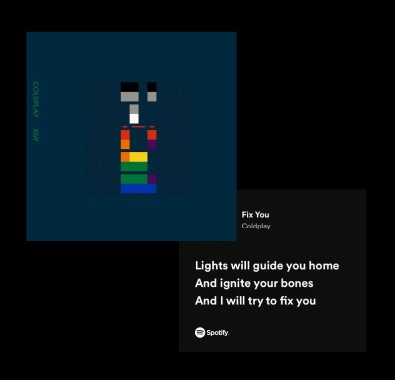 COLDPLAY X&Y
Fix You
Coldplay
Lights will guide you home
And ignite your bones
And I will try to fix you
Spotify